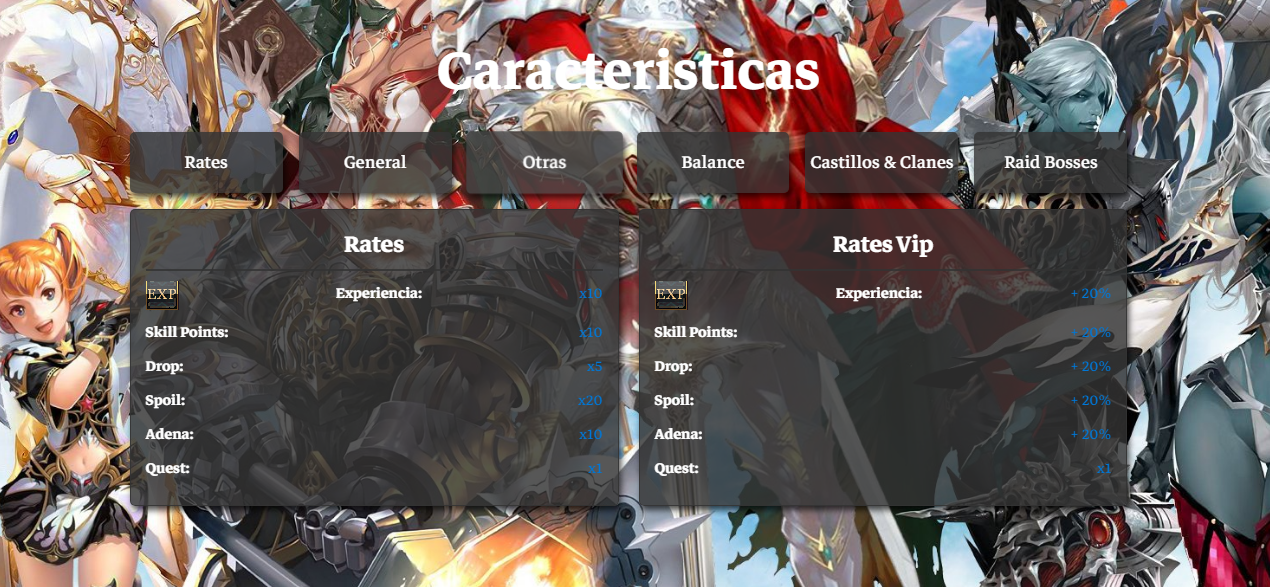 Caracteristicas
Rates General Otras Balance Castillos & Clanes Raid Bosses
Rates
EXP Experiencia: x10
Skill Points: x10
Drop: x5
Spoil: x20
Adena: x10
Quest: x1
Rates Vip
EXP Experiencia: + 20%
Skill Points: + 20%
Drop: + 20%
Spoil: + 20%
Adena: + 20%
Quest: x1